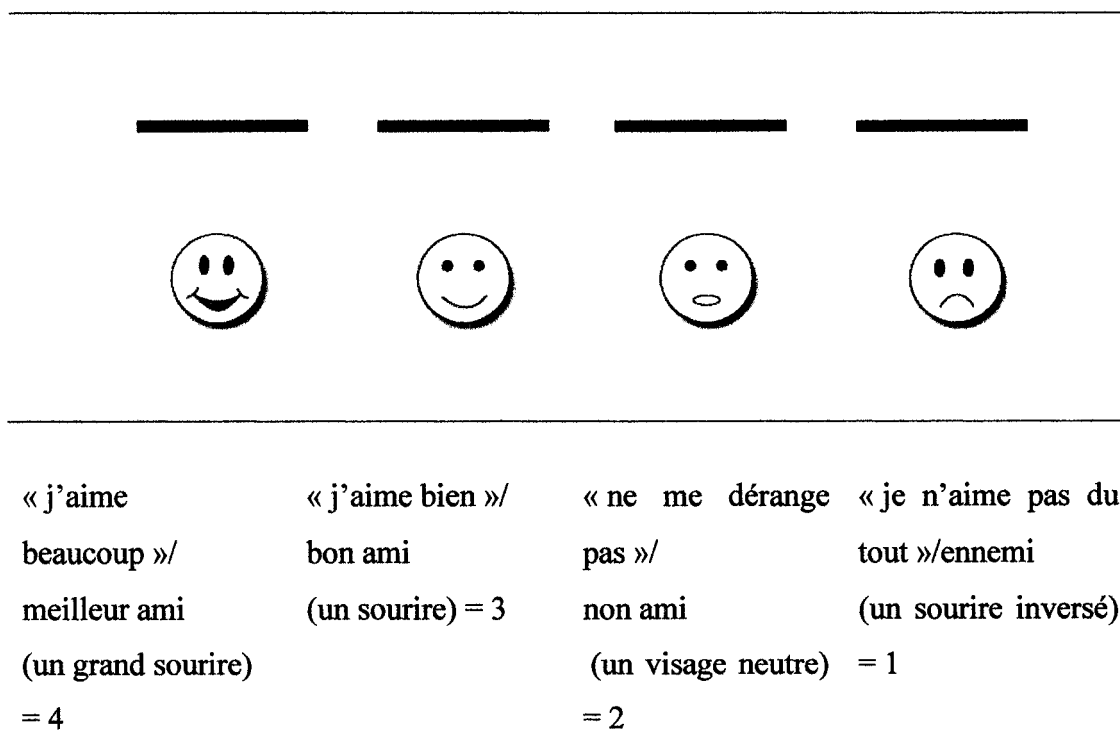 « j’aime
beaucoup »/
meilleur ami
(un grand sourire)
= 4
« j’aime bien »/
bon ami
(un sourire) = 3
« ne me dérange
pas »/
non ami
(un visage neutre)
= 2
« je n’aime pas du
tout »/ennemi
(un sourire inversé)
= 1